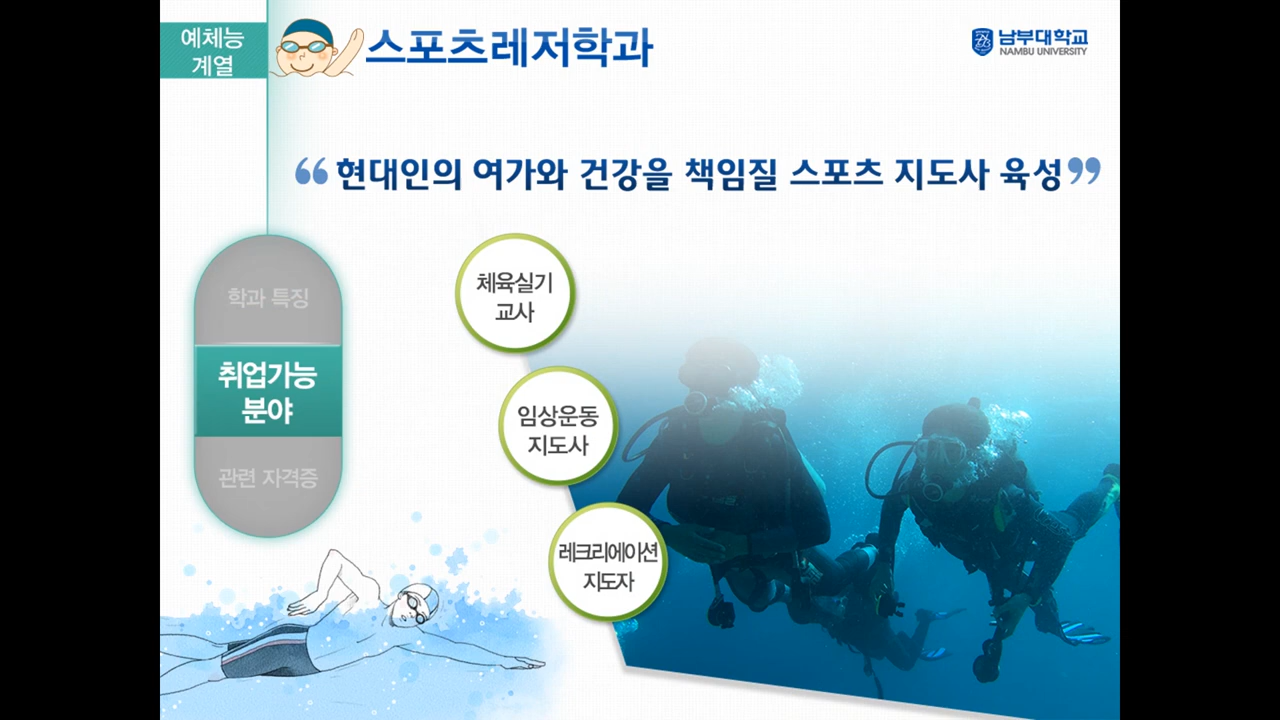 예체능
계열
스포츠레저학과
남부대학교
NAMBU UNIVERSITY
“현대인의 여가와 건강을 책임질 스포츠 지도사 육성”
학과 특징
취업가능
분야
관련 자격증
체육실기
교사
임상운동
지도사
레크리에이션
지도자